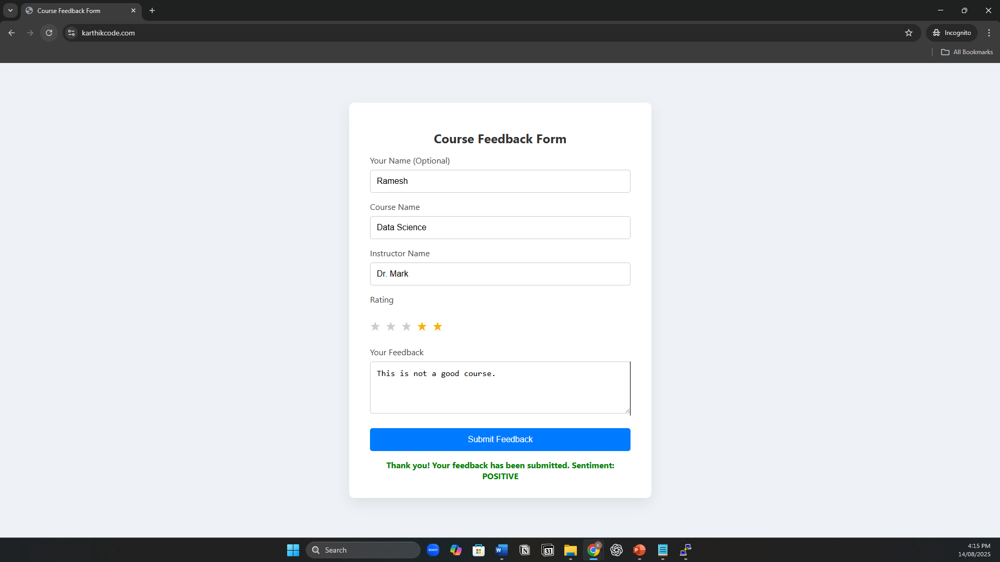 Course Feedback Form
karthikcode.com
Incognito
All Bookmarks
Course Feedback Form
Your Name (Optional)
Ramesh
Course Name
Data Science
Instructor Name
Dr. Mark
Rating
★ ★ ★ ★ ★
Your Feedback
This is not a good course.
Submit Feedback
Thank you! Your feedback has been submitted. Sentiment:
POSITIVE
Search
zoom
W
N
31
K
P
4:15 PM
14/08/2025